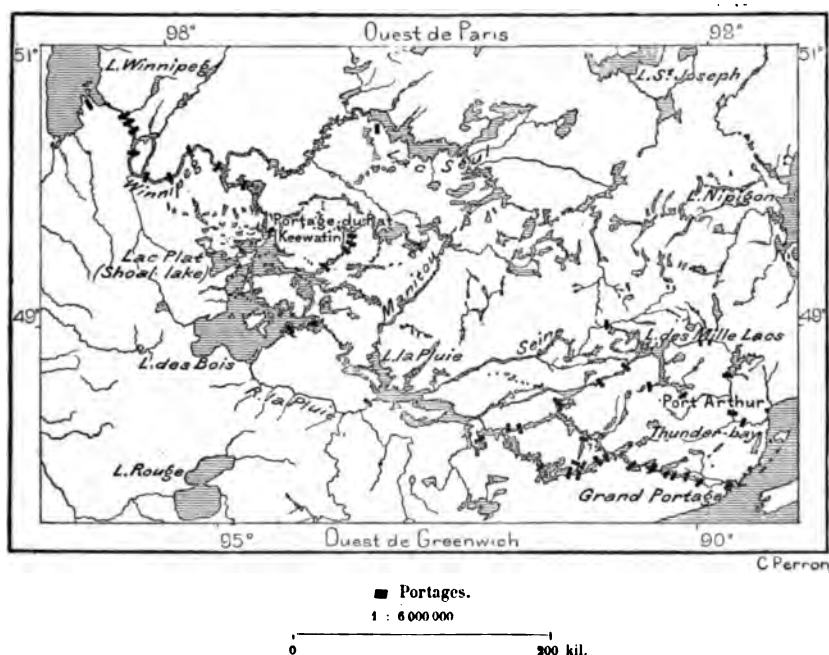 98° Ouest de Paris 92°
51° 51°
L. Winnipeg
L. St Joseph
Winnipeg
L. Seul
L. Nipigon
Portage du Rat
Keewatin
Lac Plat
(Shoal lake)
Manitou
49° 49°
Seine
L. des Mille Lacs
L. la Pluie
L. des Bois
R. la Pluie
Port Arthur
Thunder-bay
L. Rouge
Grand Portage
95° Ouest de Greenwich 90°
C Perron
Portages.
1 : 6 000 000
0 200 kil.